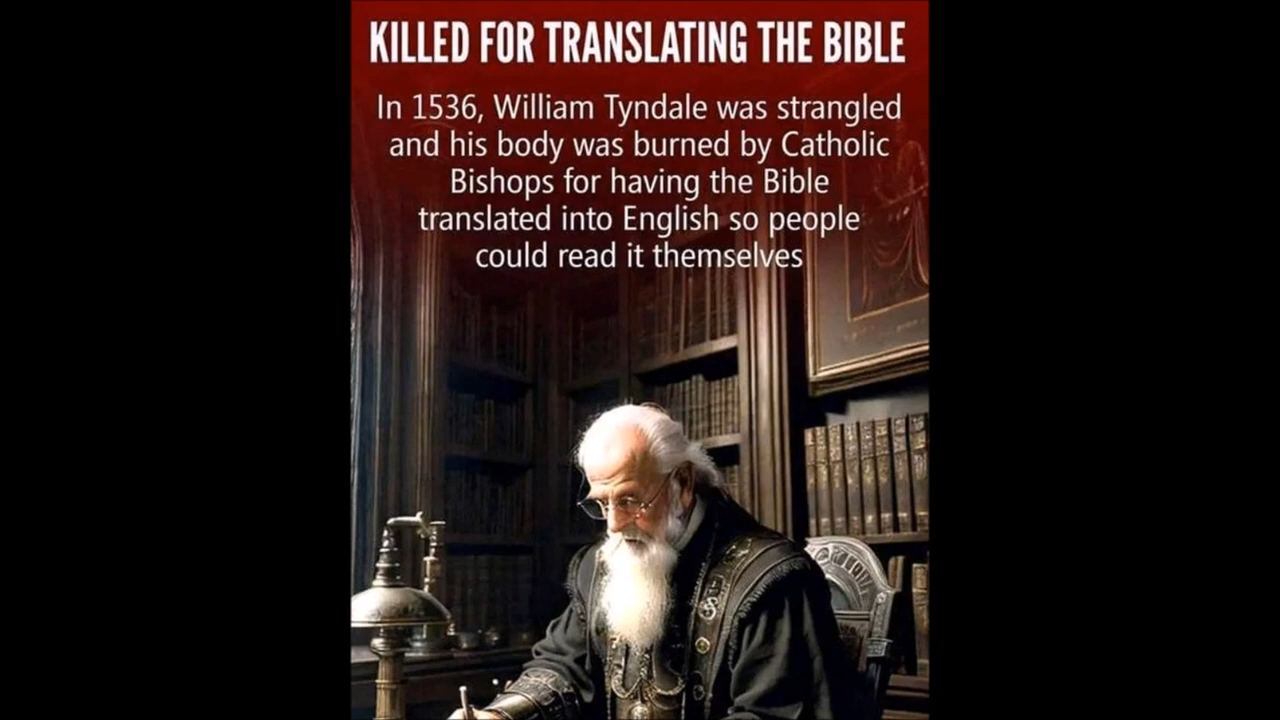 KILLED FOR TRANSLATING THE BIBLE
In 1536, William Tyndale was strangled
and his body was burned by Catholic
Bishops for having the Bible
translated into English so people
could read it themselves